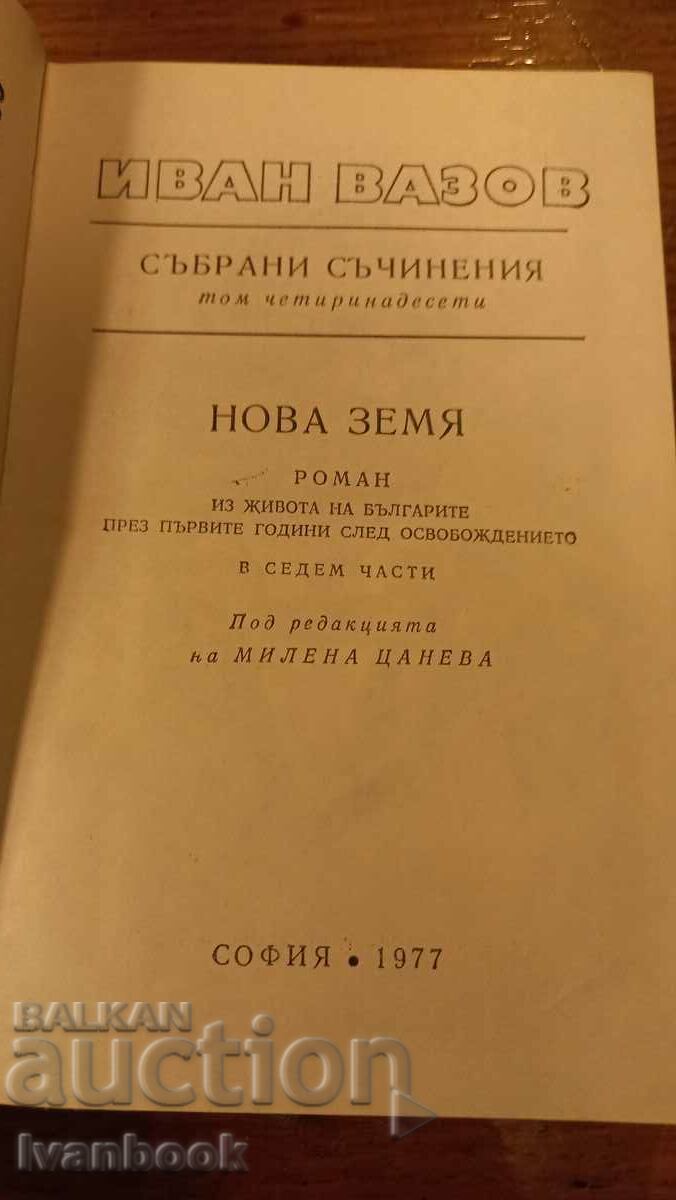 ИВАН ВАЗОВ
СЪБРАНИ СЪЧИНЕНИЯ
том четиринадесети
НОВА ЗЕМЯ
РОМАН
ИЗ ЖИВОТА НА БЪЛГАРИТЕ
ПРЕЗ ПЪРВИТЕ ГОДИНИ СЛЕД ОСВОБОЖДЕНИЕТО
В СЕДЕМ ЧАСТИ
Под редакцията
на МИЛЕНА ЦАНЕВА
СОФИЯ • 1977
BALKAN
auction
Ivanbook